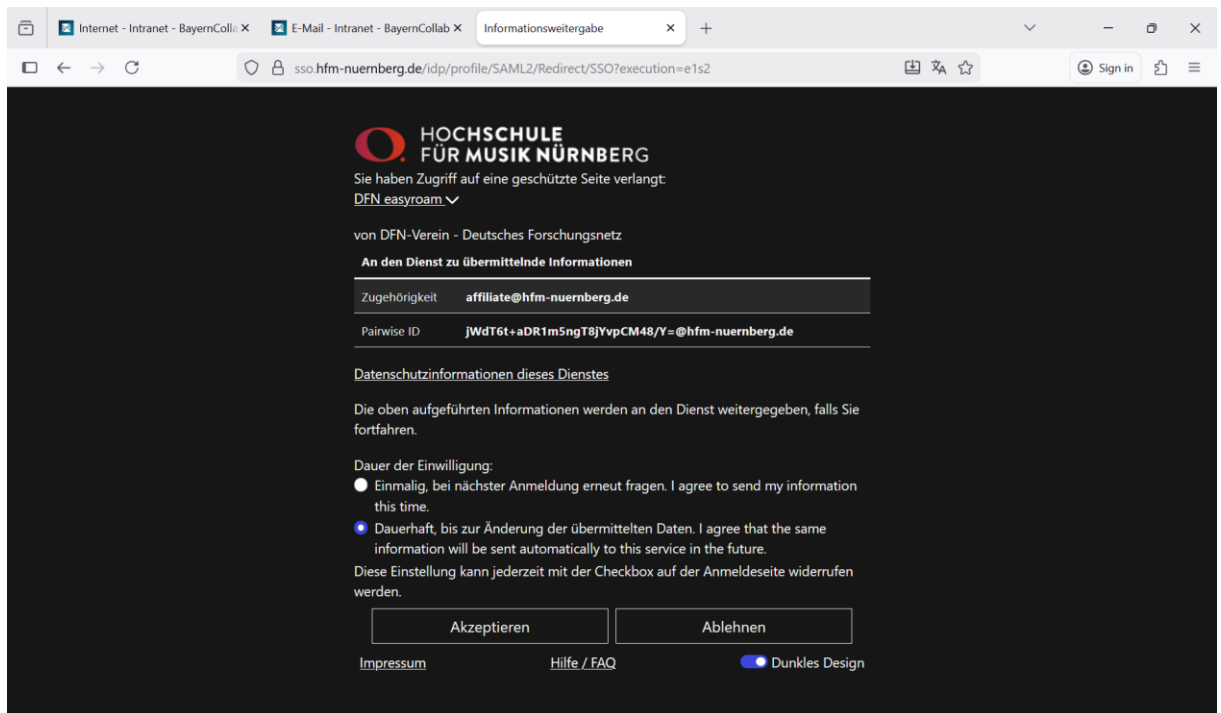 Internet - Intranet - BayernColla
E-Mail - Intranet - BayernCollab
Informationsweitergabe
sso.hfm-nuernberg.de/idp/profile/SAML2/Redirect/SSO?execution=e1s2
Sign in
HOCHSCHULE
FÜR MUSIK NÜRNBERG
Sie haben Zugriff auf eine geschützte Seite verlangt:
DFN easyroam
von DFN-Verein - Deutsches Forschungsnetz
An den Dienst zu übermittelnde Informationen
Zugehörigkeit affiliate@hfm-nuernberg.de
Pairwise ID jWdT6t+aDR1m5ngT8jYvpCM48/Y=@hfm-nuernberg.de
Datenschutzinformationen dieses Dienstes
Die oben aufgeführten Informationen werden an den Dienst weitergegeben, falls Sie
fortfahren.
Dauer der Einwilligung:
Einmalig, bei nächster Anmeldung erneut fragen. I agree to send my information
this time.
Dauerhaft, bis zur Änderung der übermittelten Daten. I agree that the same
information will be sent automatically to this service in the future.
Diese Einstellung kann jederzeit mit der Checkbox auf der Anmeldeseite widerrufen
werden.
Akzeptieren
Ablehnen
Impressum
Hilfe / FAQ
Dunkles Design